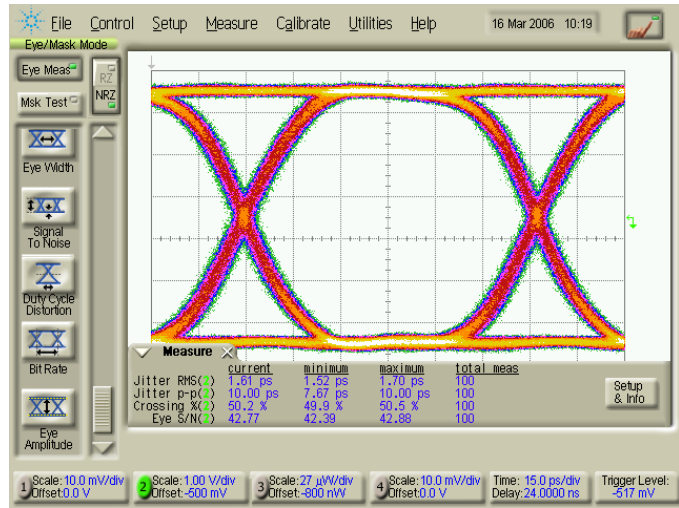 File Control Setup Measure Calibrate Utilities Help 16 Mar 2006 10:19
Eye/Mask Mode
Eye Meas
RZ
Msk Test
NRZ
Eye Width
Signal
To Noise
Duty Cycle
Distortion
Bit Rate
Eye
Amplitude
Measure
current minimum maximum total meas
Jitter RMS(2) 1.61 ps 1.52 ps 1.70 ps 100
Jitter p-p(2) 10.00 ps 7.67 ps 10.00 ps 100
Crossing %(2) 50.2 % 49.9 % 50.5 % 100
Eye S/N(2) 42.77 42.39 42.88 100
Setup
& Info
1 Scale:10.0 mV/div
Offset:0.0 V
2 Scale:1.00 V/div
Offset:-500 mV
3 Scale:27 µW/div
Offset:-800 nW
4 Scale:10.0 mV/div
Offset:0.0 V
Time: 15.0 ps/div
Delay:24.0000 ns
Trigger Level:
-517 mV